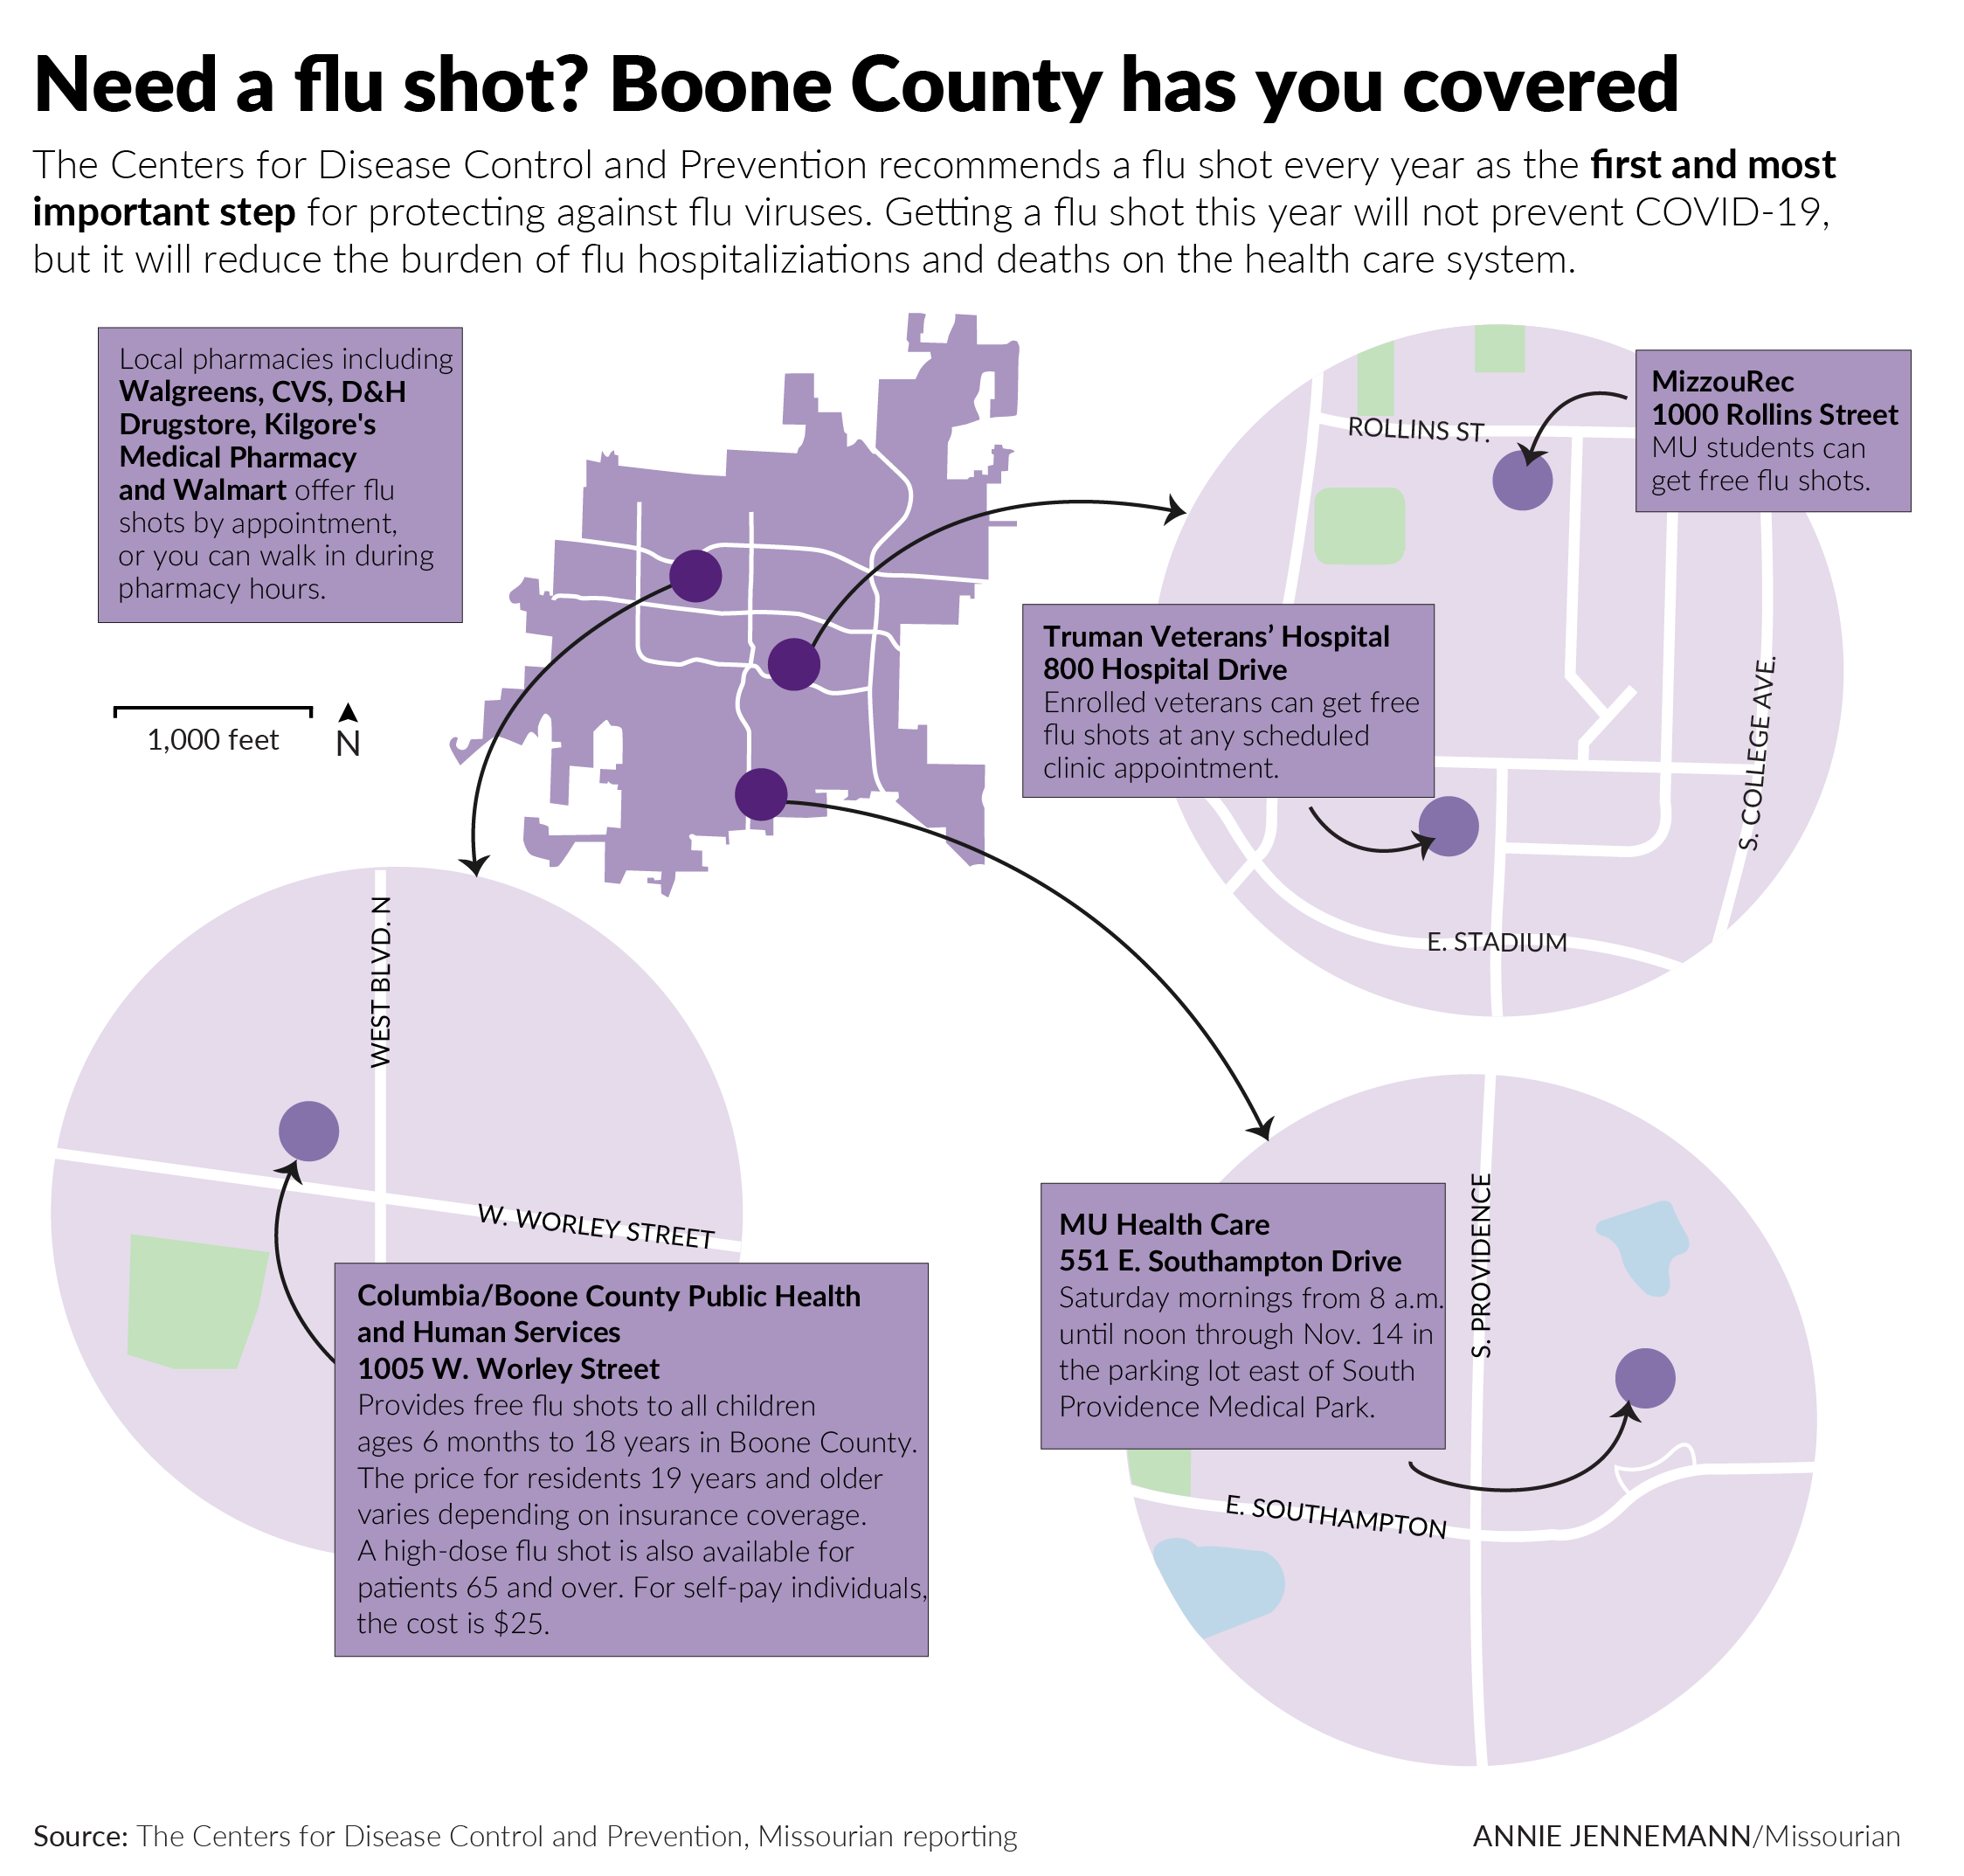 Need a flu shot? Boone County has you covered
The Centers for Disease Control and Prevention recommends a flu shot every year as the first and most
important step for protecting against flu viruses. Getting a flu shot this year will not prevent COVID-19,
but it will reduce the burden of flu hospitaliziations and deaths on the health care system.
Local pharmacies including
Walgreens, CVS, D&H
Drugstore, Kilgore's
Medical Pharmacy
and Walmart offer flu
shots by appointment,
or you can walk in during
pharmacy hours.
1,000 feet
N
ROLLINS ST.
MizzouRec
1000 Rollins Street
MU students can
get free flu shots.
Truman Veterans’ Hospital
800 Hospital Drive
Enrolled veterans can get free
flu shots at any scheduled
clinic appointment.
S. COLLEGE AVE.
E. STADIUM
WEST BLVD. N
W. WORLEY STREET
Columbia/Boone County Public Health
and Human Services
1005 W. Worley Street
Provides free flu shots to all children
ages 6 months to 18 years in Boone County.
The price for residents 19 years and older
varies depending on insurance coverage.
A high-dose flu shot is also available for
patients 65 and over. For self-pay individuals,
the cost is $25.
MU Health Care
551 E. Southampton Drive
Saturday mornings from 8 a.m.
until noon through Nov. 14 in
the parking lot east of South
Providence Medical Park.
S. PROVIDENCE
E. SOUTHAMPTON
Source: The Centers for Disease Control and Prevention, Missourian reporting
ANNIE JENNEMANN/Missourian